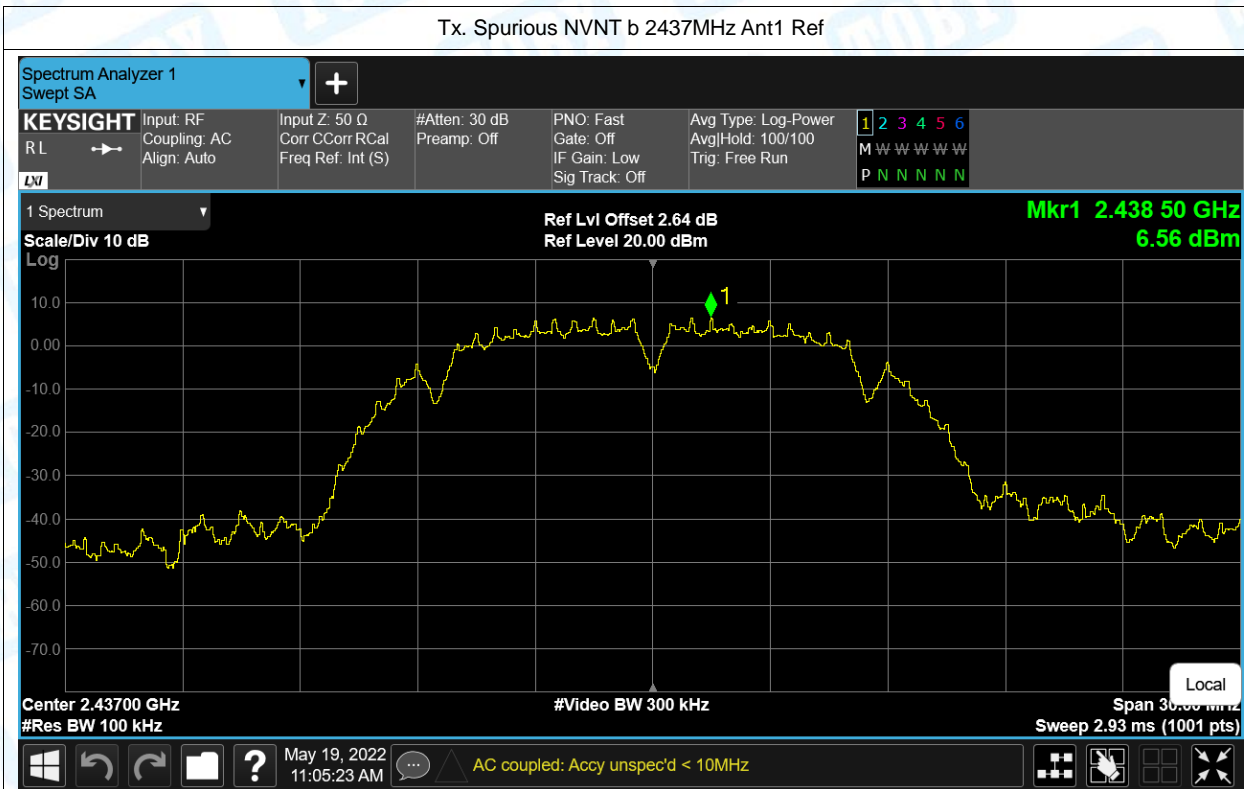 Tx. Spurious NVNT b 2437MHz Ant1 Ref
Spectrum Analyzer 1
Swept SA
KEYSIGHT
R L
LXI
Input: RF
Coupling: AC
Align: Auto
Input Z: 50 Ω
Corr CCorr RCal
Freq Ref: Int (S)
#Atten: 30 dB
Preamp: Off
PNO: Fast
Gate: Off
IF Gain: Low
Sig Track: Off
Avg Type: Log-Power
Avg|Hold: 100/100
Trig: Free Run
1 2 3 4 5 6
M W W W W W W
P N N N N N
1 Spectrum
Scale/Div 10 dB
Ref Lvl Offset 2.64 dB
Ref Level 20.00 dBm
Mkr1 2.438 50 GHz
6.56 dBm
Log
10.0
0.00
-10.0
-20.0
-30.0
-40.0
-50.0
-60.0
-70.0
1
Center 2.43700 GHz
#Res BW 100 kHz
#Video BW 300 kHz
Local
Span 30.00 MHz
Sweep 2.93 ms (1001 pts)
?
May 19, 2022
11:05:23 AM
AC coupled: Accy unspec'd < 10MHz